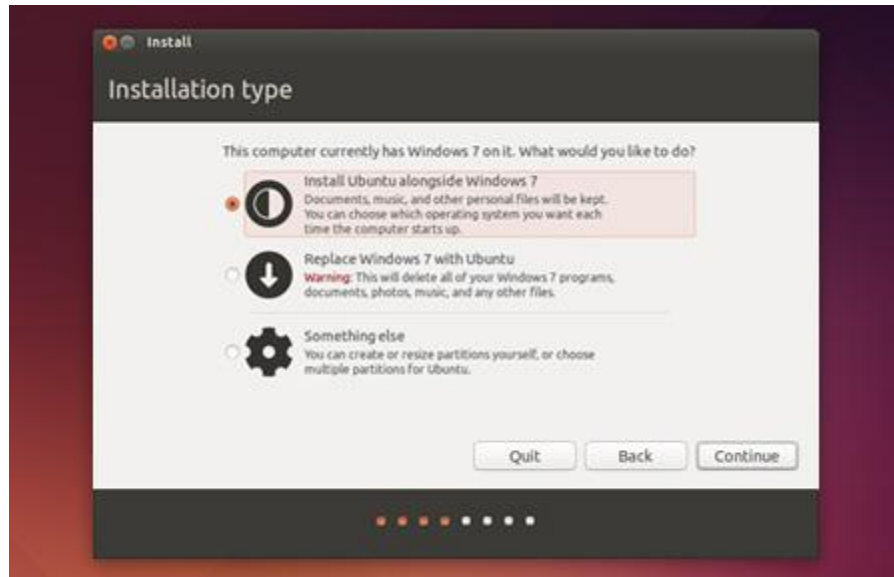 Install
Installation type
This computer currently has Windows 7 on it. What would you like to do?
Install Ubuntu alongside Windows 7
Documents, music, and other personal files will be kept.
You can choose which operating system you want each
time the computer starts up.
Replace Windows 7 with Ubuntu
Warning: This will delete all of your Windows 7 programs,
documents, photos, music, and any other files.
Something else
You can create or resize partitions yourself, or choose
multiple partitions for Ubuntu.
Quit Back Continue